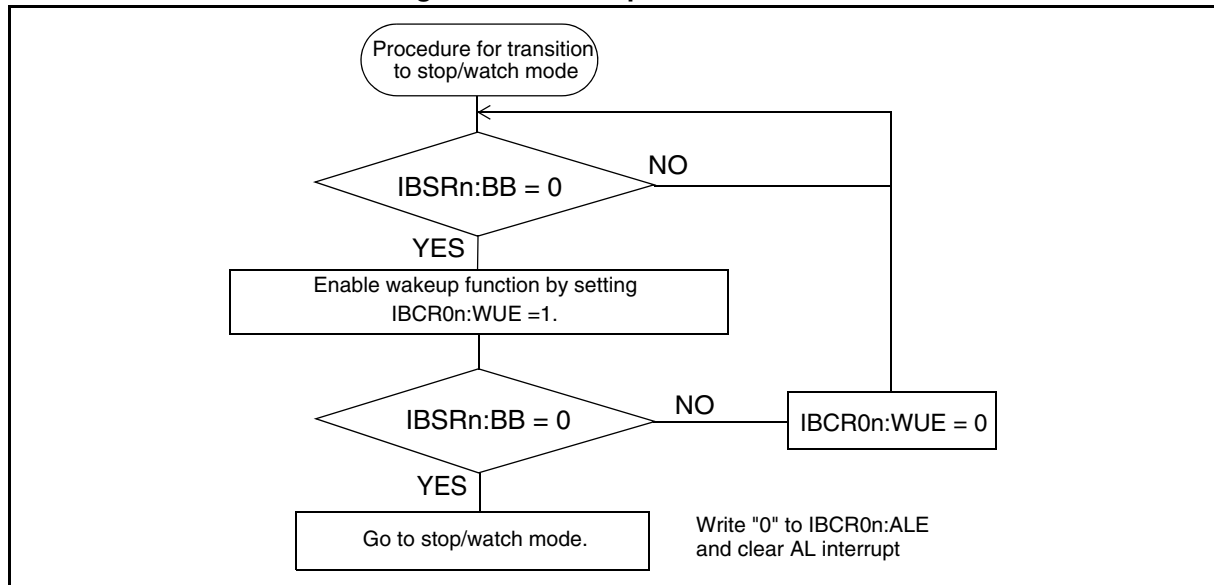 Procedure for transition
to stop/watch mode
IBSRn:BB = 0
NO
YES
Enable wakeup function by setting
IBCR0n:WUE =1.
IBSRn:BB = 0
NO
IBCR0n:WUE = 0
YES
Go to stop/watch mode.
Write "0" to IBCR0n:ALE
and clear AL interrupt